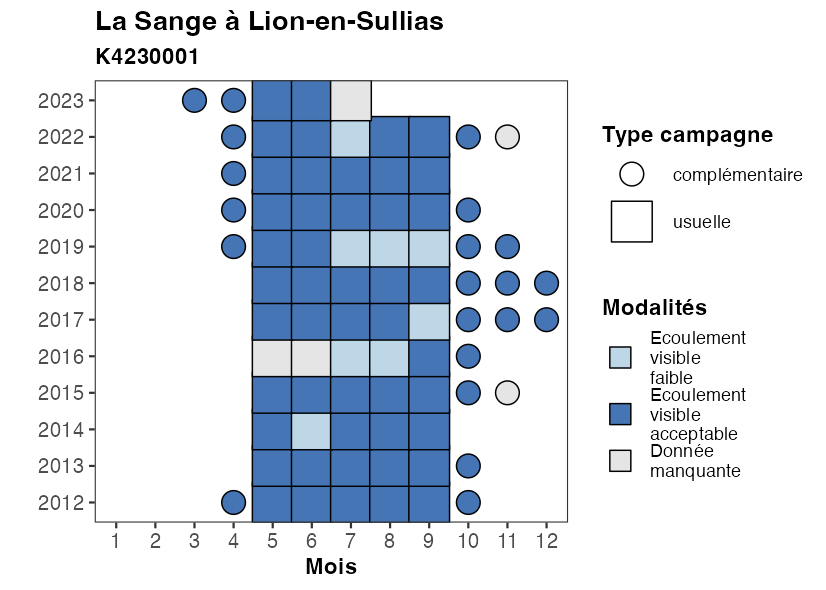 La Sange à Lion-en-Sullias
K4230001
2023
2022
2021
2020
2019
2018
2017
2016
2015
2014
2013
2012
1 2 3 4 5 6 7 8 9 10 11 12
Mois
Type campagne
complémentaire
usuelle
Modalités
Ecoulement
visible
faible
Ecoulement
visible
acceptable
Donnée
manquante